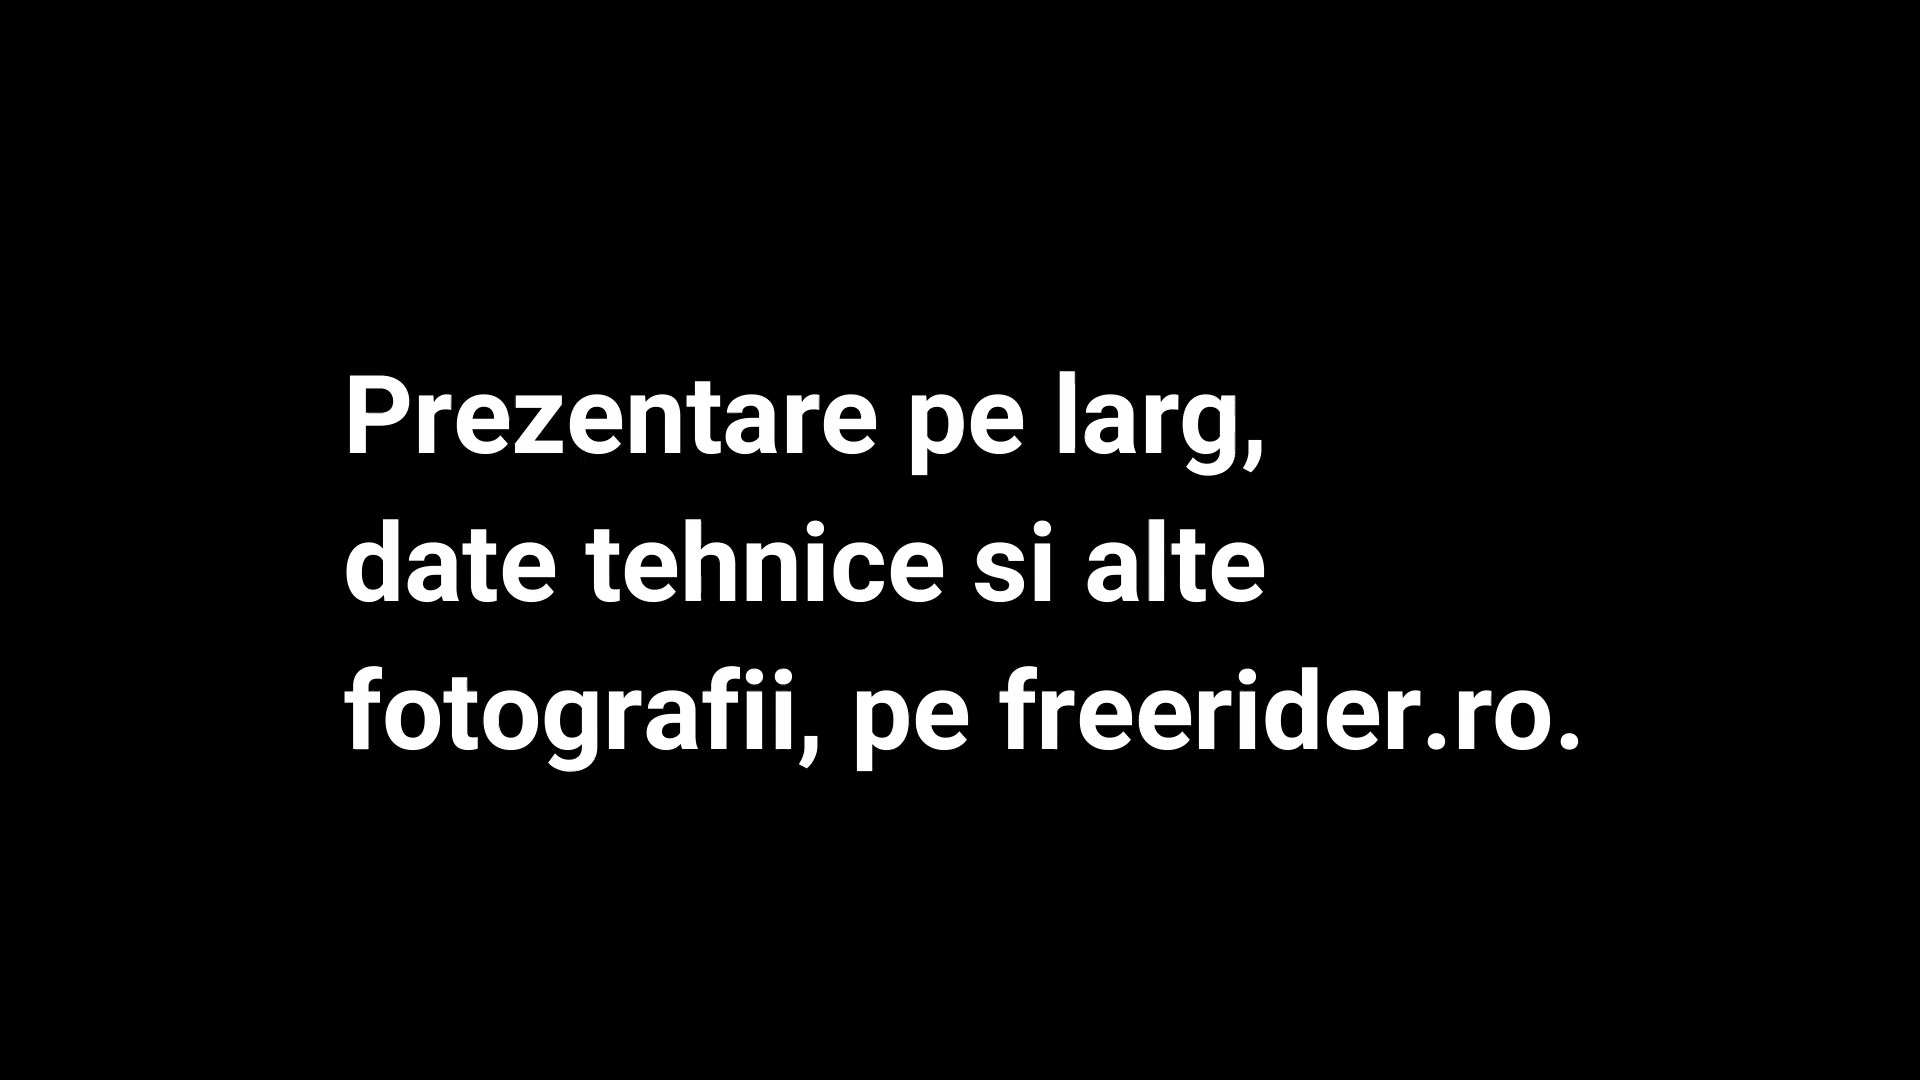 Prezentare pe larg,
date tehnice si alte
fotografii, pe freerider.ro.